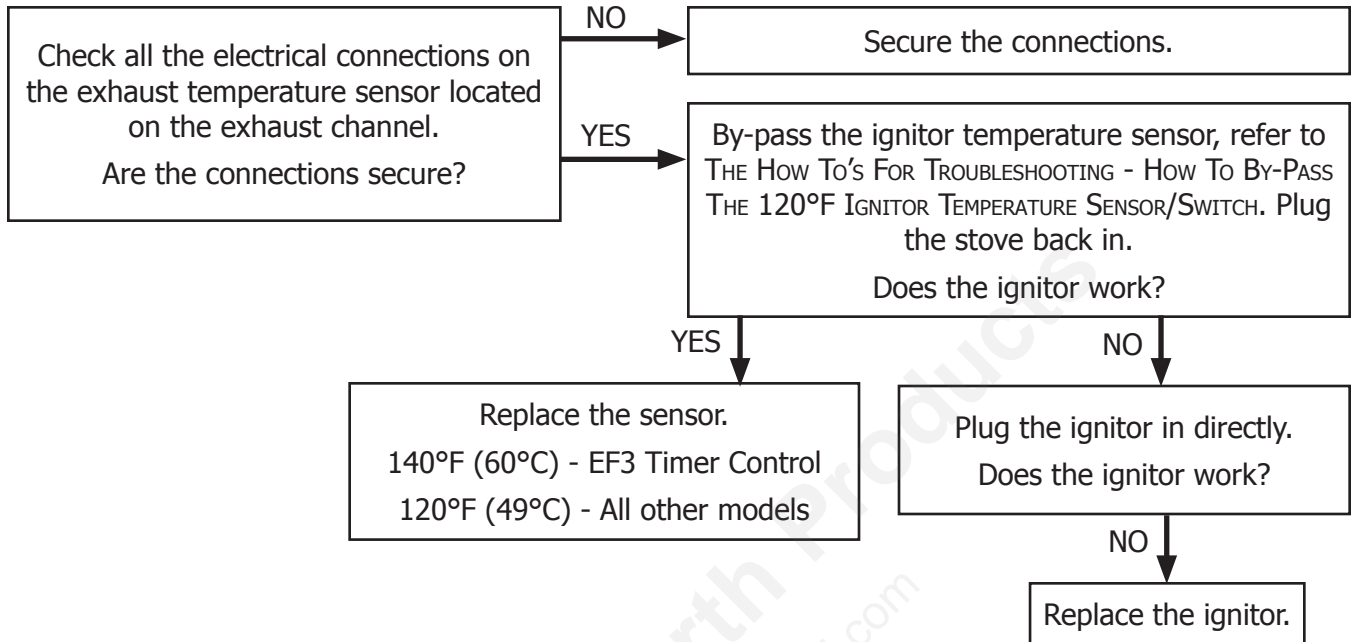 NO
Check all the electrical connections on
the exhaust temperature sensor located
on the exhaust channel.
Are the connections secure?
Secure the connections.
YES
By-pass the ignitor temperature sensor, refer to
THE HOW TO'S FOR TROUBLESHOOTING - HOW TO BY-PASS
THE 120°F IGNITOR TEMPERATURE SENSOR/SWITCH. Plug
the stove back in.
Does the ignitor work?
YES
NO
Replace the sensor.
140°F (60°C) - EF3 Timer Control
120°F (49°C) - All other models
Plug the ignitor in directly.
Does the ignitor work?
NO
Replace the ignitor.
Products